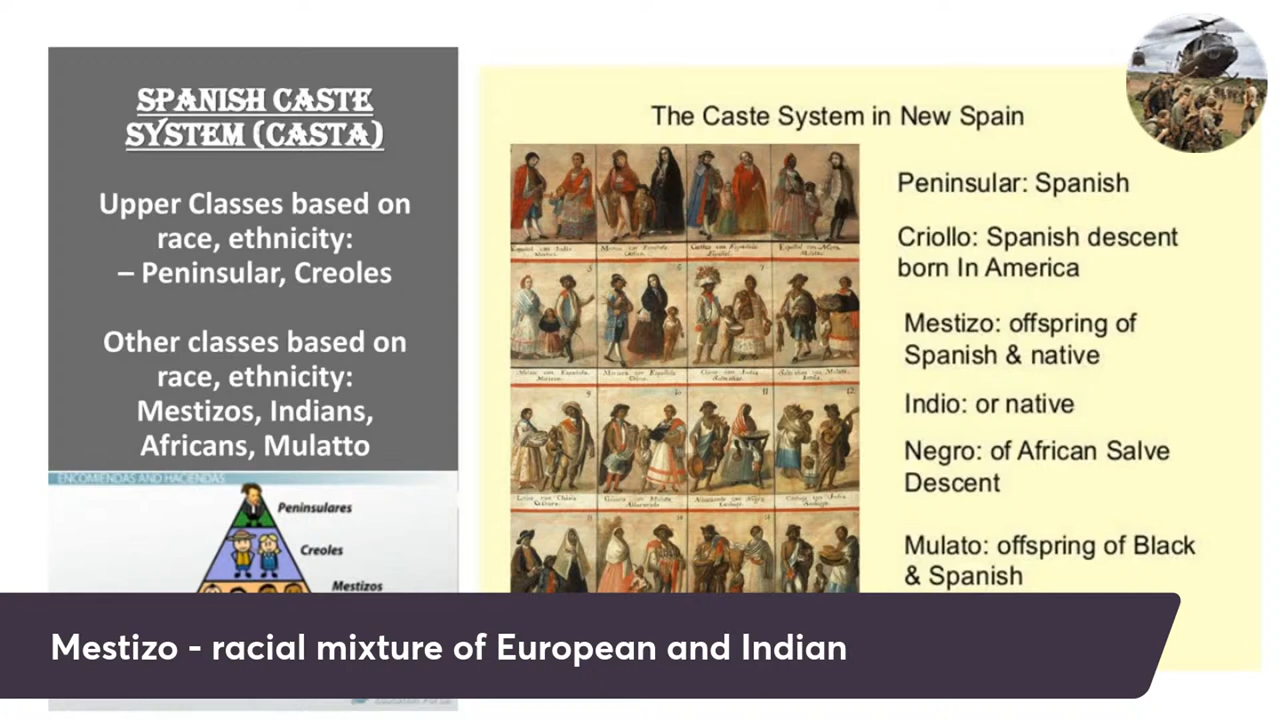 SPANISH CASTE
SYSTEM (CASTA)
Upper Classes based on
race, ethnicity:
– Peninsular, Creoles
Other classes based on
race, ethnicity:
Mestizos, Indians,
Africans, Mulatto
ENCOMIENDAS AND HACIENDAS
Peninsulares
Creoles
Mestizos
The Caste System in New Spain
Peninsular: Spanish
Criollo: Spanish descent
born In America
Mestizo: offspring of
Spanish & native
Indio: or native
Negro: of African Salve
Descent
Mulato: offspring of Black
& Spanish
Mestizo - racial mixture of European and Indian